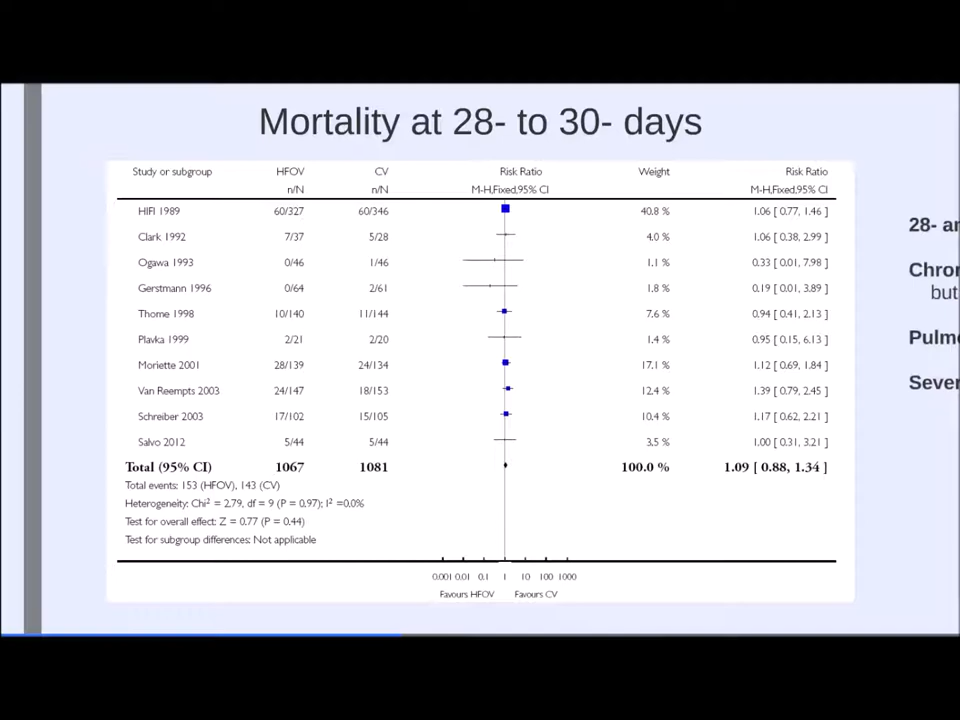 Mortality at 28- to 30- days
Study or subgroup HFOV CV Risk Ratio Weight Risk Ratio
n/N n/N M-H,Fixed,95% CI M-H,Fixed,95% CI
HIFI 1989 60/327 60/346 40.8 % 1.06 [ 0.77, 1.46 ]
Clark 1992 7/37 5/28 4.0 % 1.06 [ 0.38, 2.99 ]
Ogawa 1993 0/46 1/46 1.1 % 0.33 [ 0.01, 7.98 ]
Gerstmann 1996 0/64 2/61 1.8 % 0.19 [ 0.01, 3.89 ]
Thome 1998 10/140 11/144 7.6 % 0.94 [ 0.41, 2.13 ]
Plavka 1999 2/21 2/20 1.4 % 0.95 [ 0.15, 6.13 ]
Moriette 2001 28/139 24/134 17.1 % 1.12 [ 0.69, 1.84 ]
Van Reempts 2003 24/147 18/153 12.4 % 1.39 [ 0.79, 2.45 ]
Schreiber 2003 17/102 15/105 10.4 % 1.17 [ 0.62, 2.21 ]
Salvo 2012 5/44 5/44 3.5 % 1.00 [ 0.31, 3.21 ]
Total (95% CI) 1067 1081 100.0 % 1.09 [ 0.88, 1.34 ]
Total events: 153 (HFOV), 143 (CV)
Heterogeneity: Chi² = 2.79, df = 9 (P = 0.97); I² =0.0%
Test for overall effect: Z = 0.77 (P = 0.44)
Test for subgroup differences: Not applicable
0.001 0.01 0.1 1 10 100 1000
Favours HFOV Favours CV
28- an
Chron
but
Pulmo
Sever